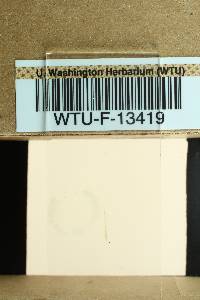 U. Washington Herbarium (WTU)
WTU-F-13419